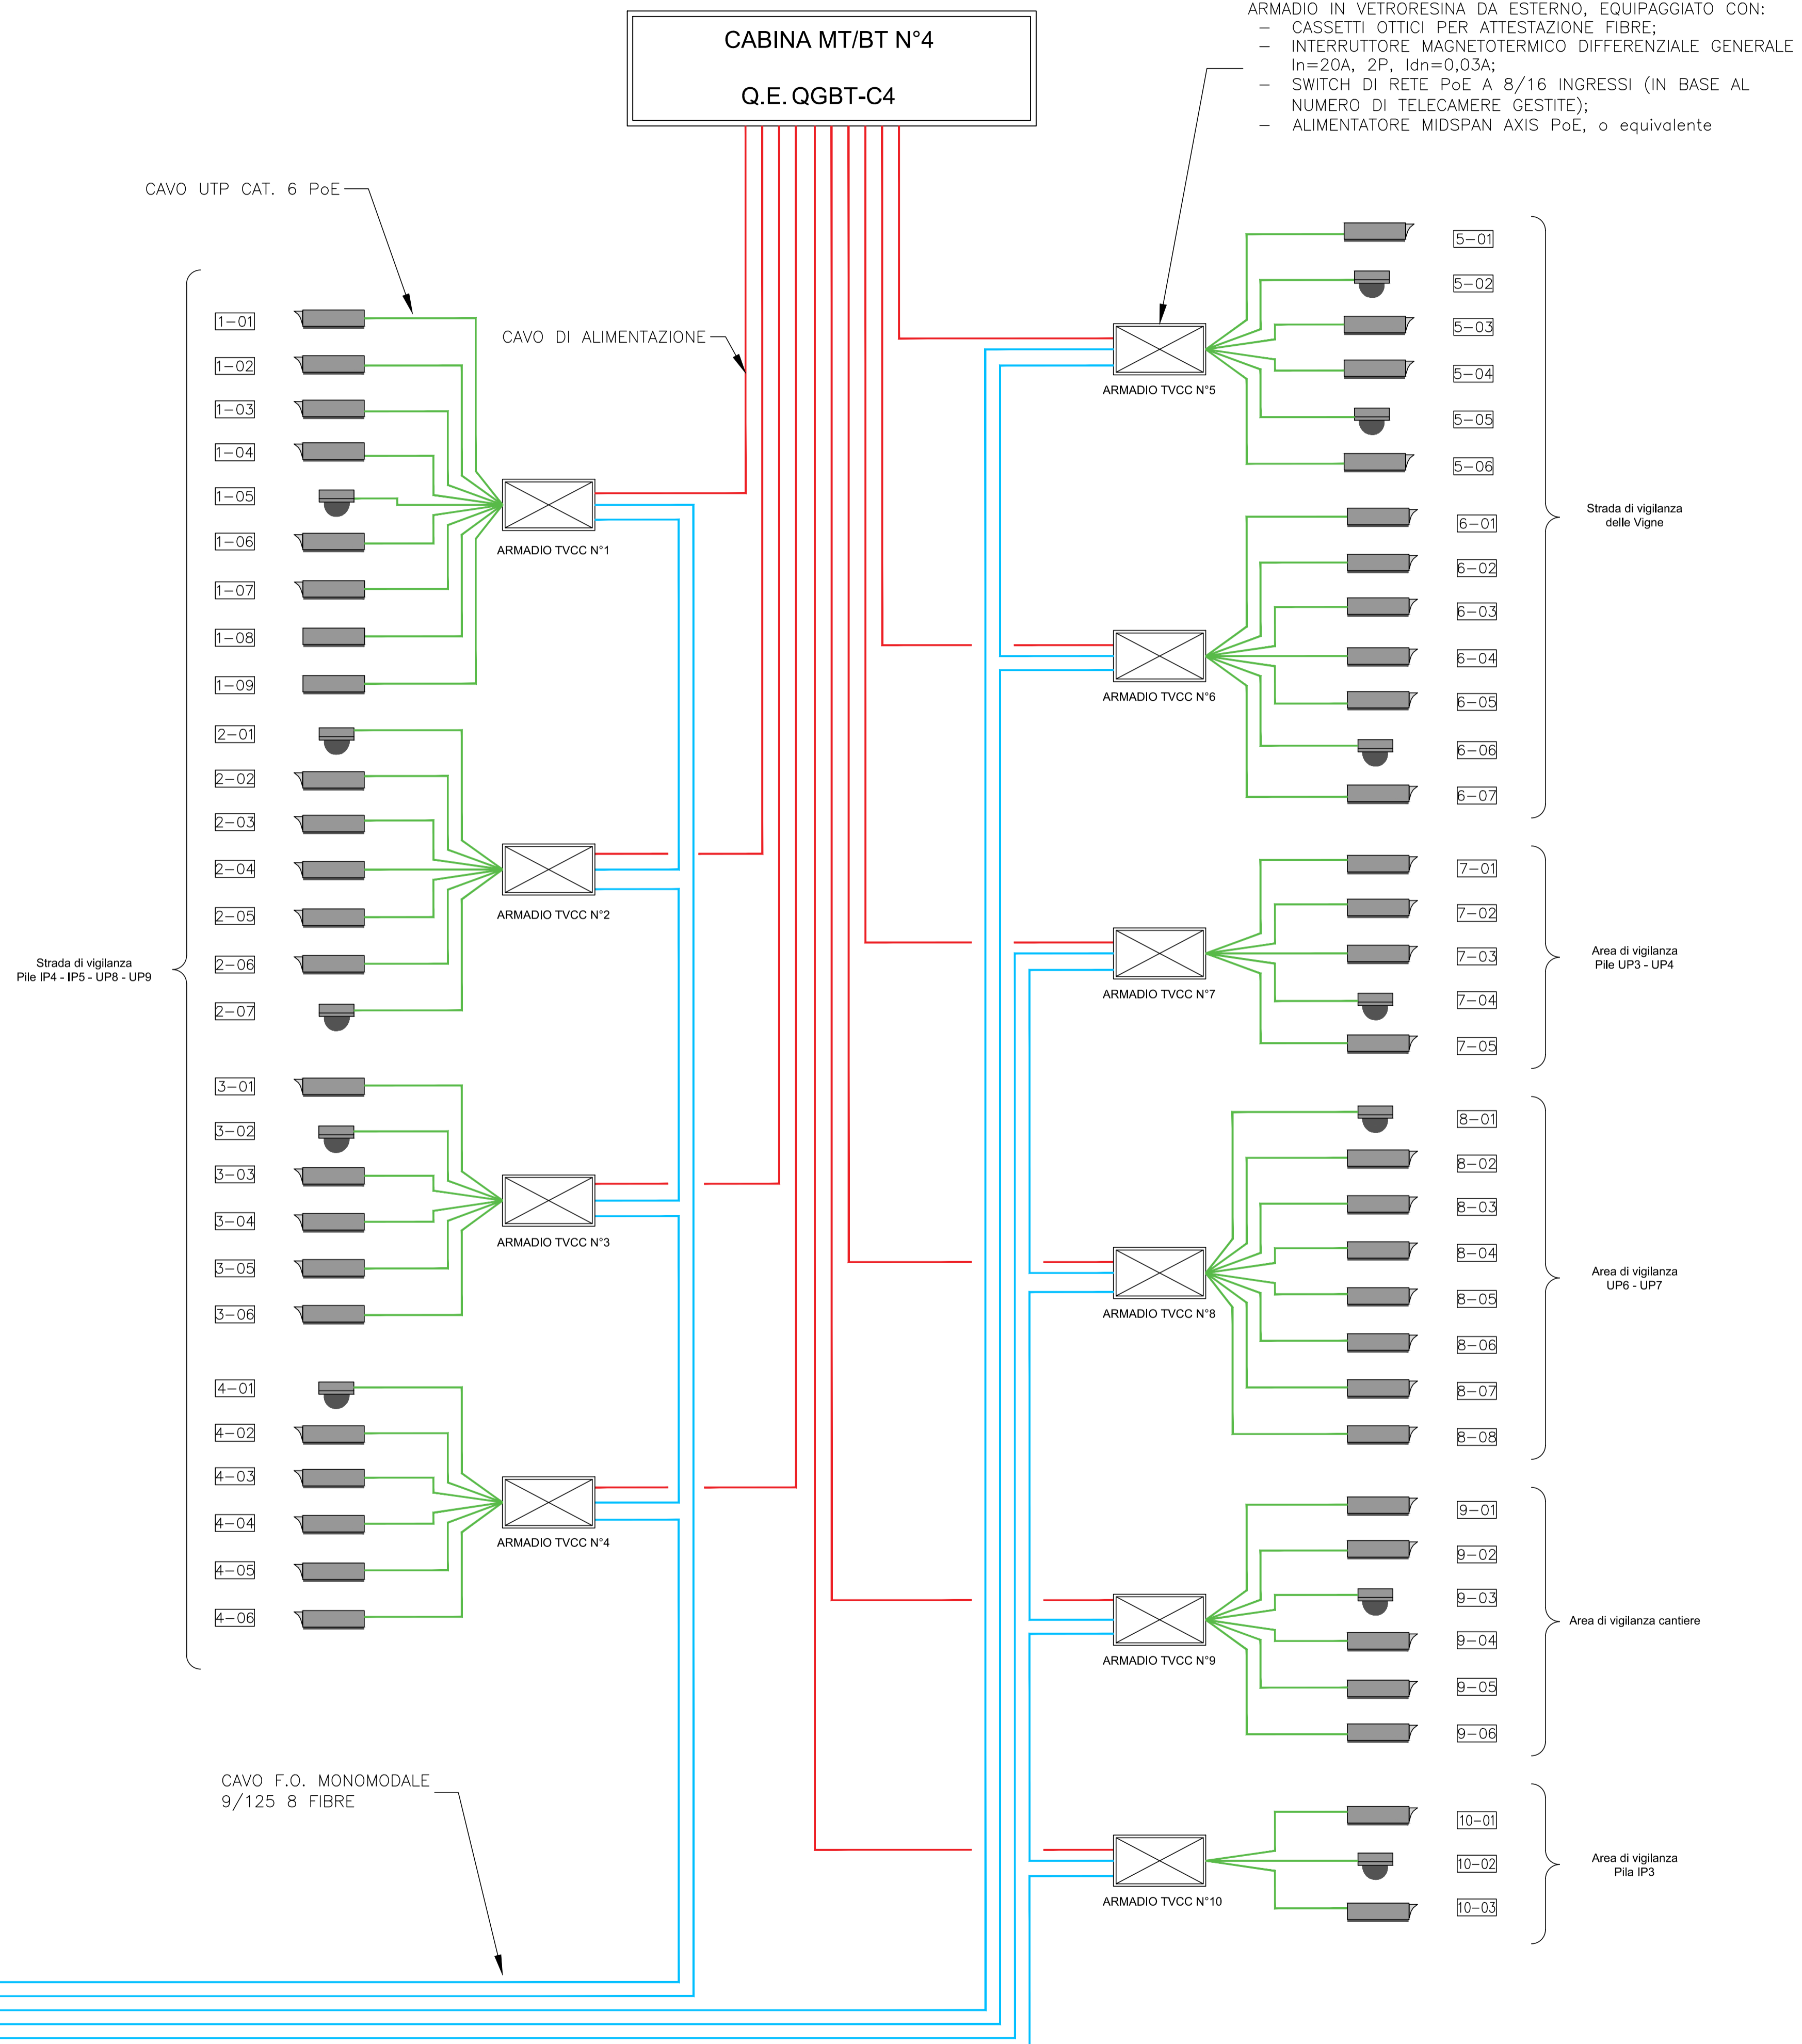 CABINA MT/BT N°4
Q.E. QGBT-C4
ARMADIO IN VETRORESINA DA ESTERNO, EQUIPAGGIATO CON:
– CASSETTI OTTICI PER ATTESTAZIONE FIBRE;
– INTERRUTTORE MAGNETOTERMICO DIFFERENZIALE GENERALE
In=20A, 2P, Idn=0,03A;
– SWITCH DI RETE PoE A 8/16 INGRESSI (IN BASE AL
NUMERO DI TELECAMERE GESTITE);
– ALIMENTATORE MIDSPAN AXIS PoE, o equivalente
CAVO UTP CAT. 6 PoE
CAVO DI ALIMENTAZIONE
1-01
1-02
1-03
1-04
1-05
1-06
1-07
1-08
1-09
ARMADIO TVCC N°1
2-01
2-02
2-03
2-04
2-05
2-06
2-07
ARMADIO TVCC N°2
Strada di vigilanza
Pile IP4 - IP5 - UP8 - UP9
3-01
3-02
3-03
3-04
3-05
3-06
ARMADIO TVCC N°3
4-01
4-02
4-03
4-04
4-05
4-06
ARMADIO TVCC N°4
CAVO F.O. MONOMODALE
9/125 8 FIBRE
5-01
5-02
5-03
5-04
5-05
5-06
ARMADIO TVCC N°5
Strada di vigilanza
delle Vigne
6-01
6-02
6-03
6-04
6-05
6-06
6-07
ARMADIO TVCC N°6
7-01
7-02
7-03
7-04
7-05
ARMADIO TVCC N°7
Area di vigilanza
Pile UP3 - UP4
8-01
8-02
8-03
8-04
8-05
8-06
8-07
8-08
ARMADIO TVCC N°8
Area di vigilanza
UP6 - UP7
9-01
9-02
9-03
9-04
9-05
9-06
ARMADIO TVCC N°9
Area di vigilanza cantiere
10-01
10-02
10-03
ARMADIO TVCC N°10
Area di vigilanza
Pila IP3